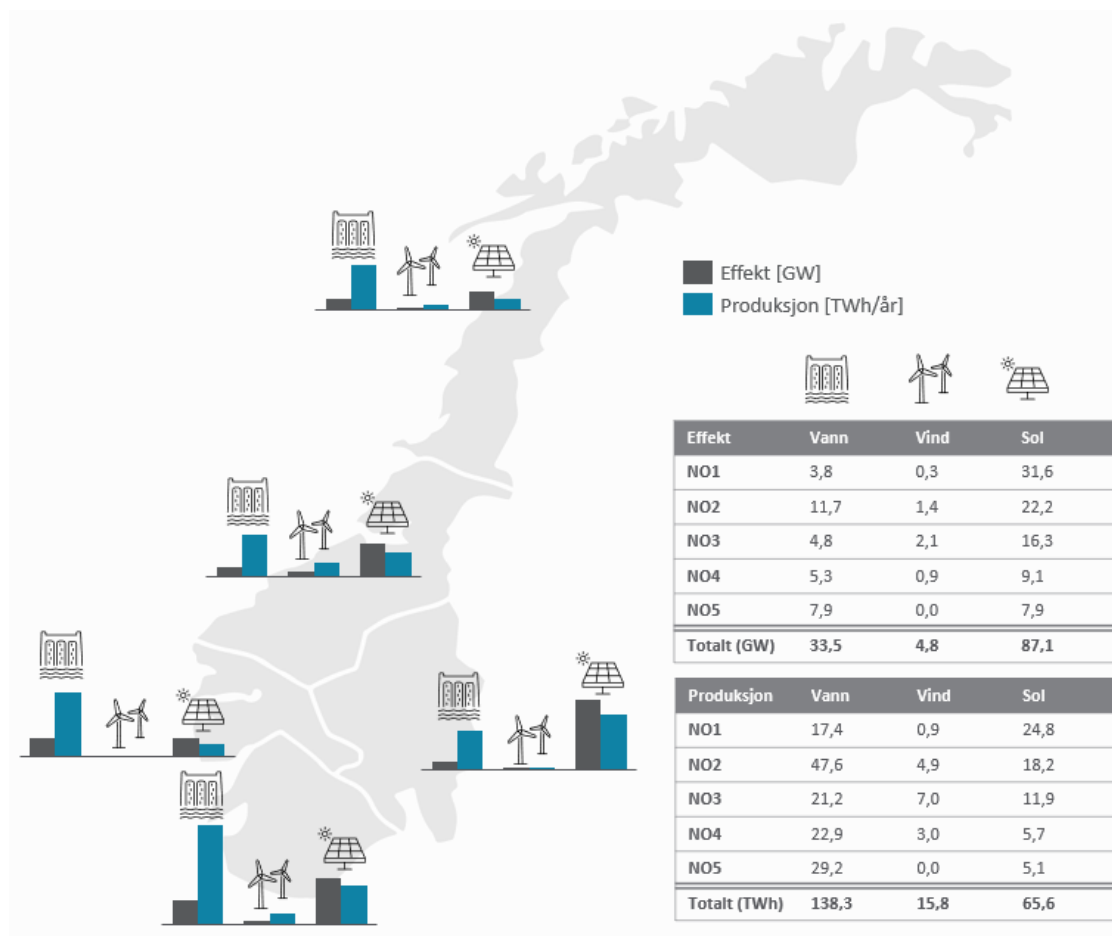 Effekt [GW]
Produksjon [TWh/år]
Effekt Vann Vind Sol
NO1 3,8 0,3 31,6
NO2 11,7 1,4 22,2
NO3 4,8 2,1 16,3
NO4 5,3 0,9 9,1
NO5 7,9 0,0 7,9
Totalt (GW) 33,5 4,8 87,1
Produksjon Vann Vind Sol
NO1 17,4 0,9 24,8
NO2 47,6 4,9 18,2
NO3 21,2 7,0 11,9
NO4 22,9 3,0 5,7
NO5 29,2 0,0 5,1
Totalt (TWh) 138,3 15,8 65,6